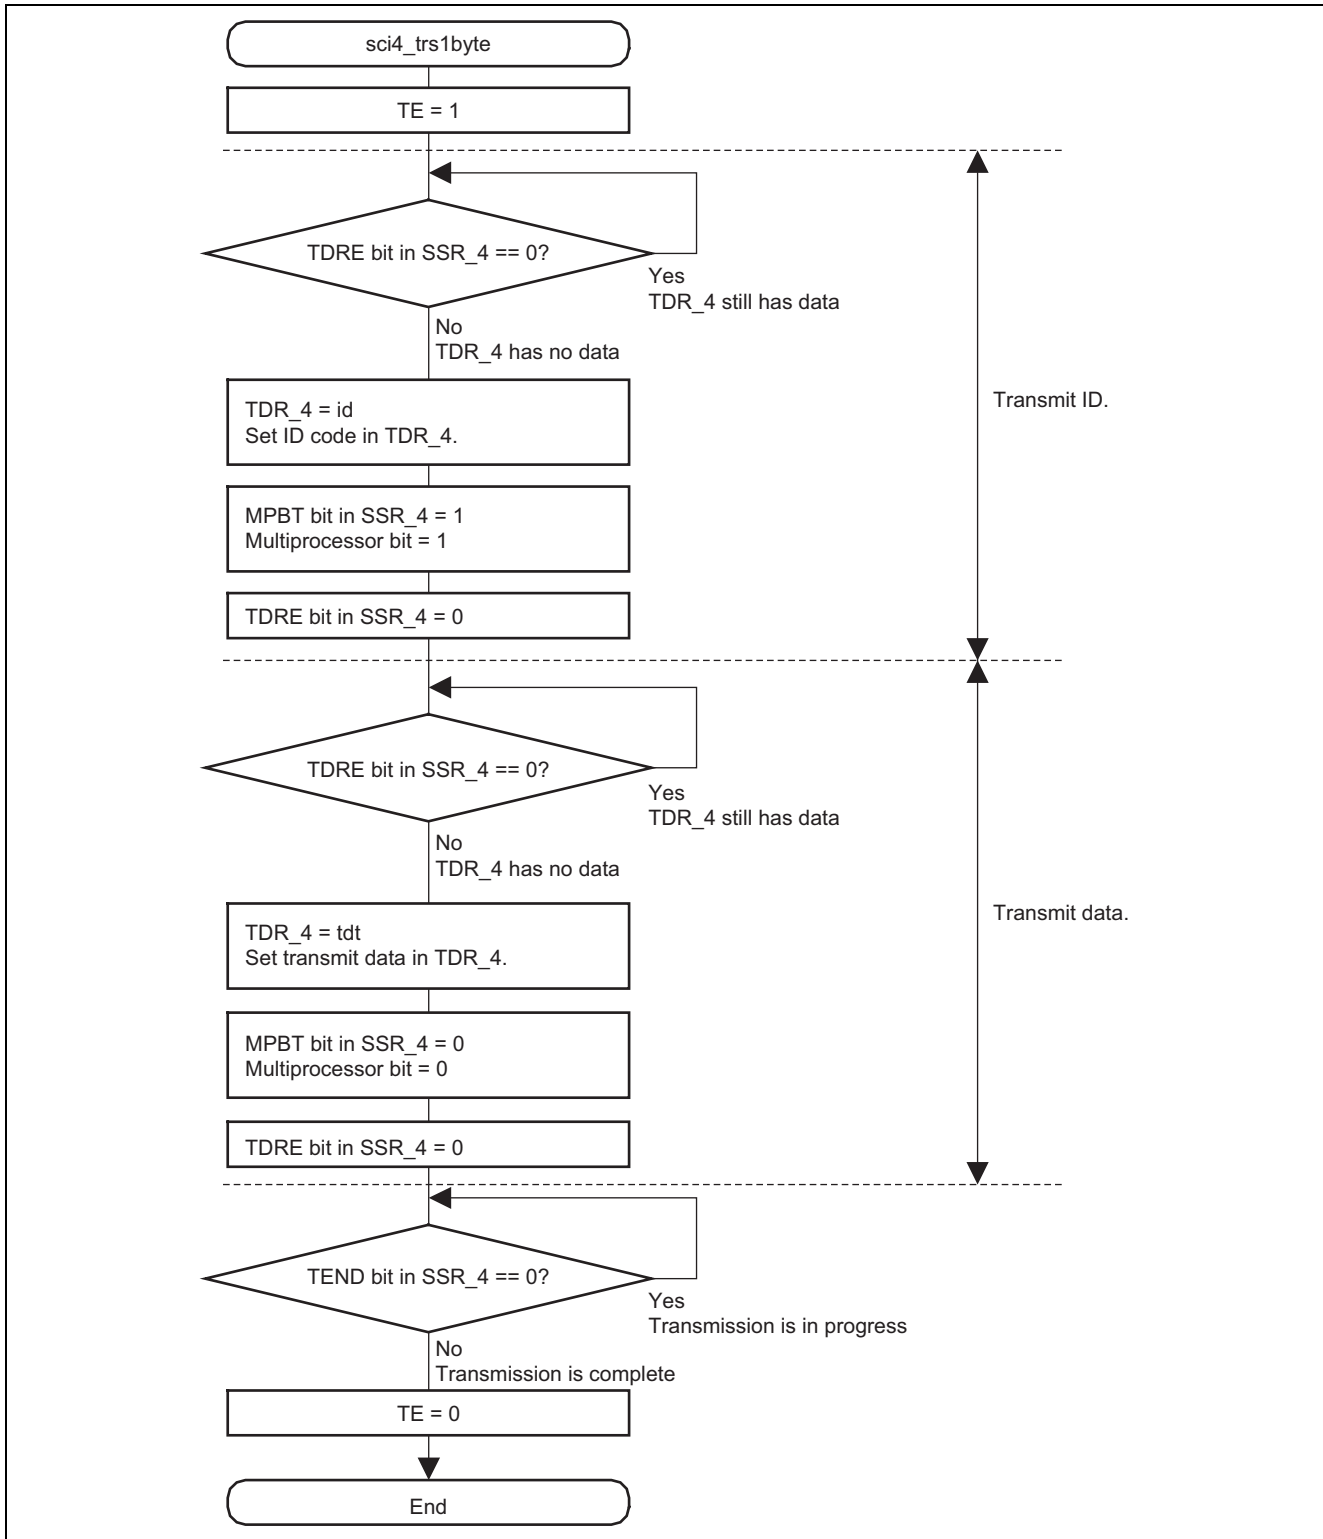 sci4_trs1byte
TE = 1
TDRE bit in SSR_4 == 0?
Yes
TDR_4 still has data
No
TDR_4 has no data
TDR_4 = id
Set ID code in TDR_4.
Transmit ID.
MPBT bit in SSR_4 = 1
Multiprocessor bit = 1
TDRE bit in SSR_4 = 0
TDRE bit in SSR_4 == 0?
Yes
TDR_4 still has data
No
TDR_4 has no data
TDR_4 = tdt
Set transmit data in TDR_4.
Transmit data.
MPBT bit in SSR_4 = 0
Multiprocessor bit = 0
TDRE bit in SSR_4 = 0
TEND bit in SSR_4 == 0?
Yes
Transmission is in progress
No
Transmission is complete
TE = 0
End